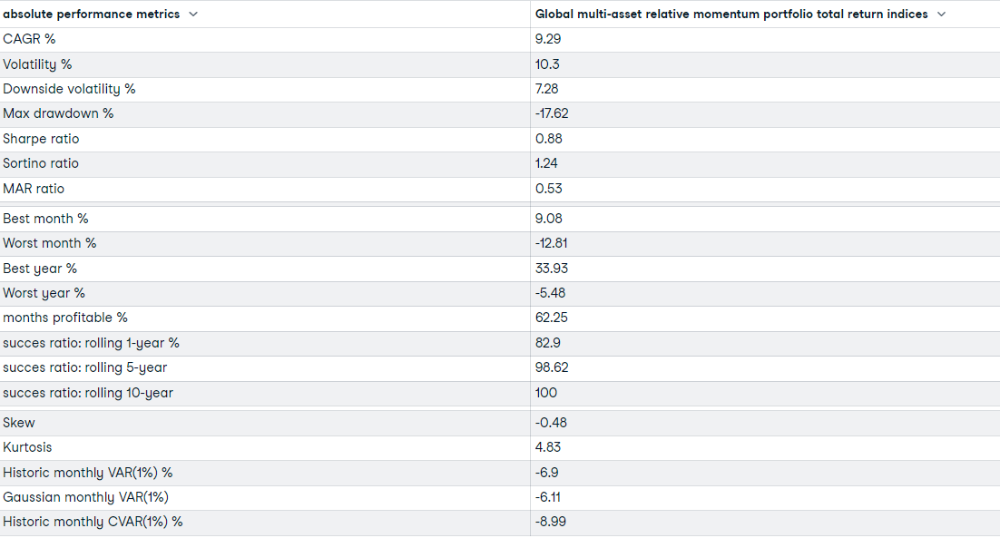 absolute performance metrics Global multi-asset relative momentum portfolio total return indices
CAGR % 9.29
Volatility % 10.3
Downside volatility % 7.28
Max drawdown % -17.62
Sharpe ratio 0.88
Sortino ratio 1.24
MAR ratio 0.53
Best month % 9.08
Worst month % -12.81
Best year % 33.93
Worst year % -5.48
months profitable % 62.25
succes ratio: rolling 1-year % 82.9
succes ratio: rolling 5-year 98.62
succes ratio: rolling 10-year 100
Skew -0.48
Kurtosis 4.83
Historic monthly VAR(1%) % -6.9
Gaussian monthly VAR(1%) -6.11
Historic monthly CVAR(1%) % -8.99